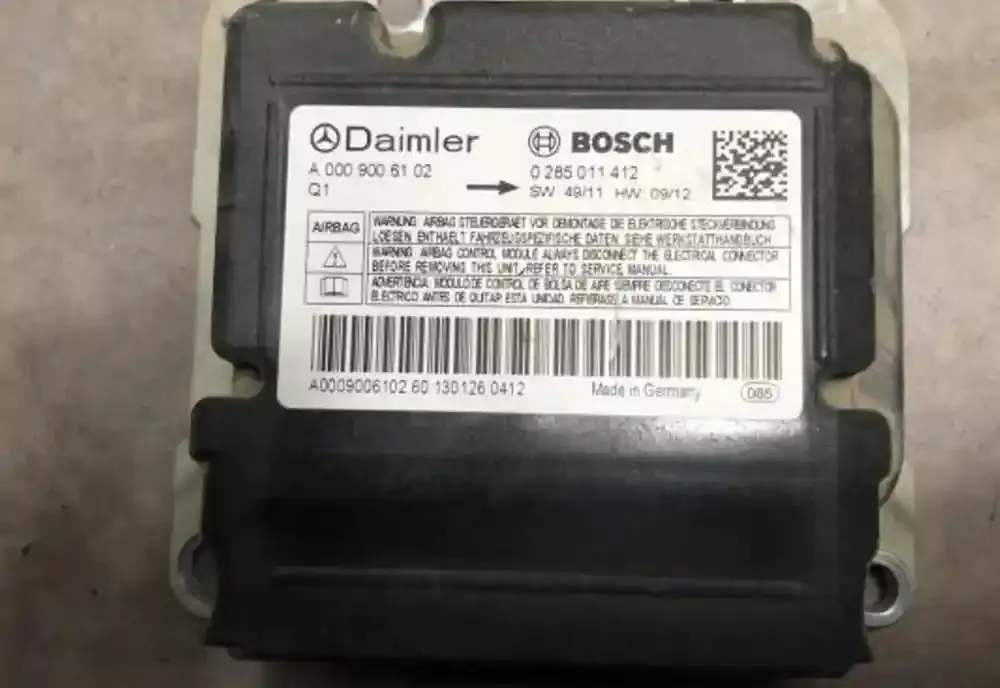 Daimler
A 000 900 61 02
Q1
BOSCH
0 285 011 412
SW 49/11 HW 09/12
AIRBAG
WARNUNG AIRBAG STEUERGERAET VOR DEMONTAGE DIE ELEKTRISCHE STECKVERBINDUNG
LOESEN. ENTHAELT FAHRZEUGSPEZIFISCHE DATEN. SIEHE WERKSTATTHANDBUCH.
WARNING AIRBAG CONTROL MODULE ALWAYS DISCONNECT THE ELECTRICAL CONNECTOR
BEFORE REMOVING THIS UNIT, REFER TO SERVICE MANUAL.
ADVERTENCIA: MODULO DE CONTROL DE BOLSA DE AIRE SIEMPRE DESCONECTE EL CONECTOR
ELECTRICO ANTES DE QUITAR ESTA UNIDAD. REFIERASE A MANUAL DE SERVICIO
A0009006102 60 130126 0412
Made in Germany
085